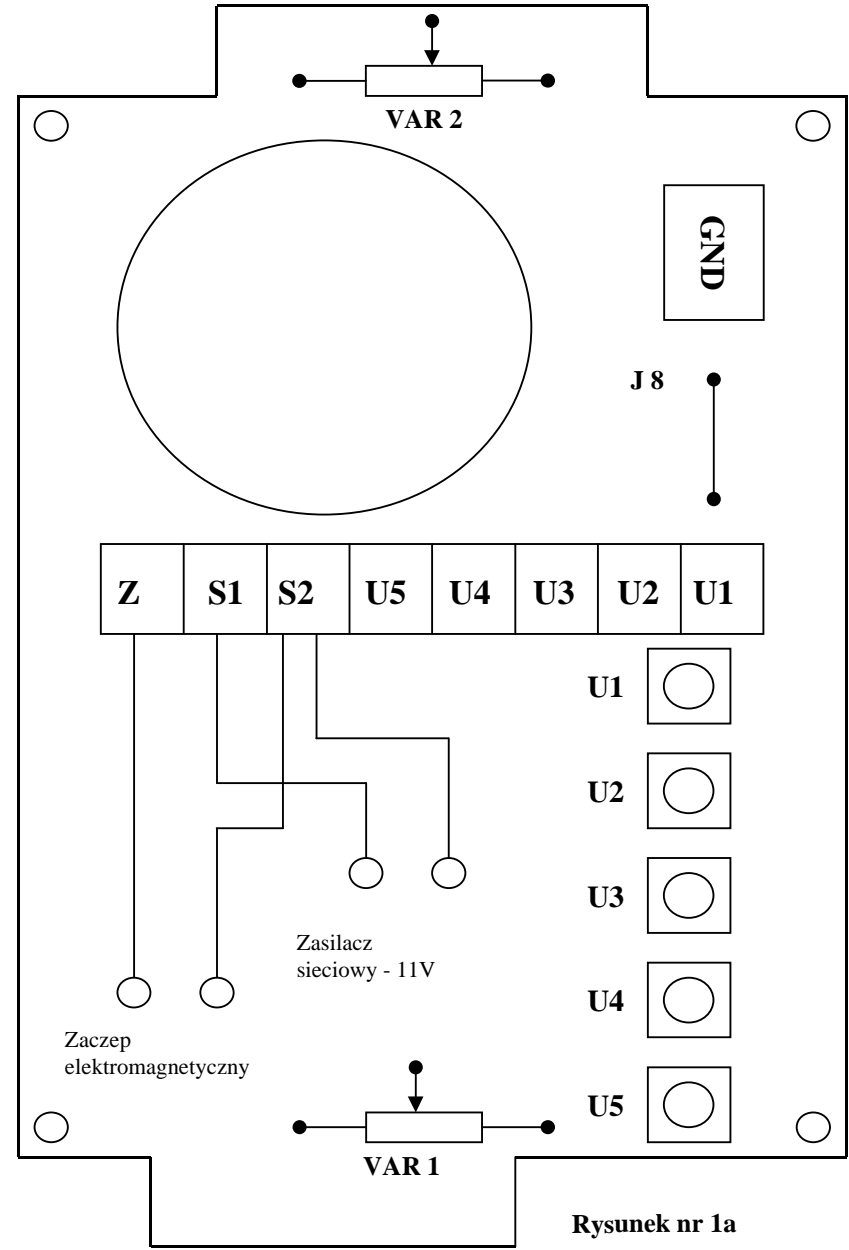 VAR 2
GND
J 8
Z S1 S2 U5 U4 U3 U2 U1
U1
U2
U3
Zasilacz
sieciowy - 11V
U4
Zaczep
elektromagnetyczny
U5
VAR 1
Rysunek nr 1a